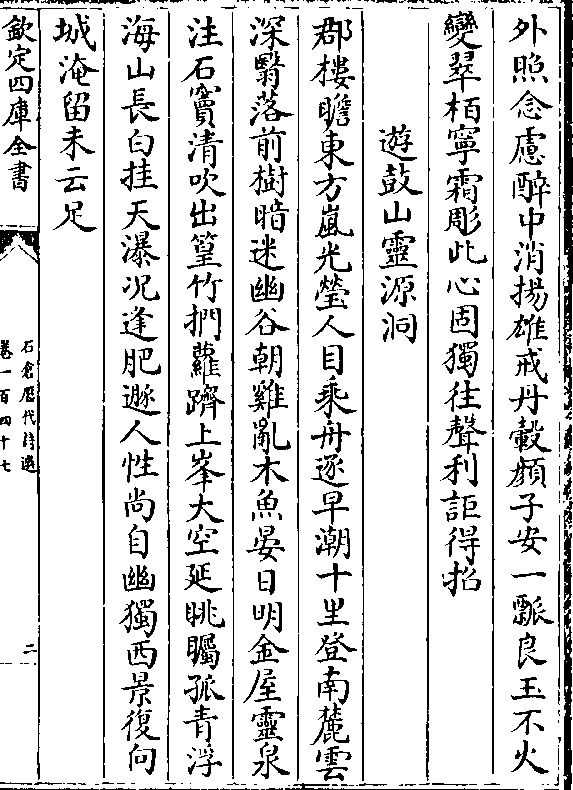 外照念慮醉中消揚雄戒丹轂顏子安一瓢良玉不火
變翠栢寧霜彫此心固獨往聲利詎得招
遊鼓山靈源洞
郡樓瞻東方嵐光瑩人目乗舟逐早潮十里登南麓雲
深翳落前樹暗迷幽谷朝雞亂木魚晏日明金屋靈泉
注石竇清吹出篁竹捫蘿躋上峯大空延眺矚孤青浮
海山長白挂天瀑况逢肥遯人性尚自幽獨西景復向
城淹留未云足
欽定四庫全書
石倉歷代詩選
卷一百四十七
二